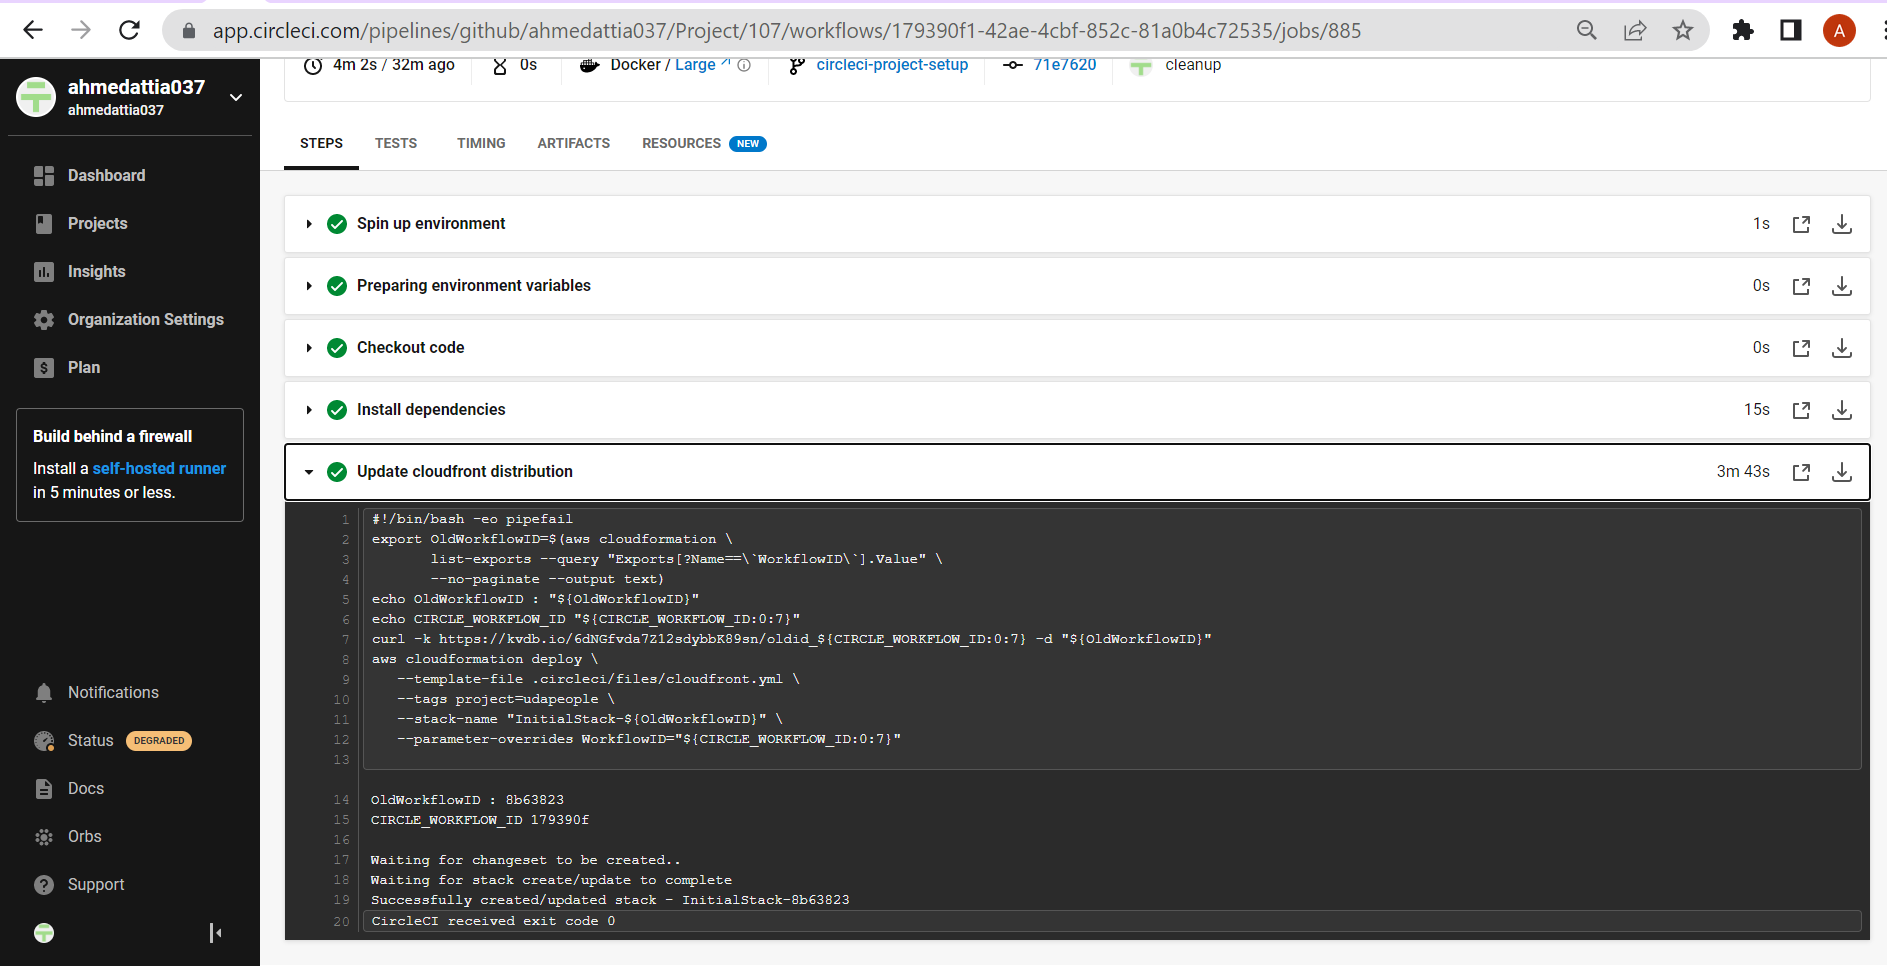 app.circleci.com/pipelines/github/ahmedattia037/Project/107/workflows/179390f1-42ae-4cbf-852c-81a0b4c72535/jobs/885
A
ahmedattia037
ahmedattia037
Dashboard
Projects
Insights
Organization Settings
Plan
Build behind a firewall
Install a self-hosted runner
in 5 minutes or less.
Notifications
Status DEGRADED
Docs
Orbs
Support
4m 2s / 32m ago 0s Docker / Large circleci-project-setup 71e7620 cleanup
STEPS TESTS TIMING ARTIFACTS RESOURCES NEW
Spin up environment 1s
Preparing environment variables 0s
Checkout code 0s
Install dependencies 15s
Update cloudfront distribution 3m 43s
1 #!/bin/bash -eo pipefail
2 export OldWorkflowID=$(aws cloudformation \
3 list-exports --query "Exports[?Name==\`WorkflowID\`].Value" \
4 --no-paginate --output text)
5 echo OldWorkflowID : "${OldWorkflowID}"
6 echo CIRCLE_WORKFLOW_ID "${CIRCLE_WORKFLOW_ID:0:7}"
7 curl -k https://kvdb.io/6dNGfvda7Z12sdybbK89sn/oldid_${CIRCLE_WORKFLOW_ID:0:7} -d "${OldWorkflowID}"
8 aws cloudformation deploy \
9 --template-file .circleci/files/cloudfront.yml \
10 --tags project=udapeople \
11 --stack-name "InitialStack-${OldWorkflowID}" \
12 --parameter-overrides WorkflowID="${CIRCLE_WORKFLOW_ID:0:7}"
13
14 OldWorkflowID : 8b63823
15 CIRCLE_WORKFLOW_ID 179390f
16
17 Waiting for changeset to be created..
18 Waiting for stack create/update to complete
19 Successfully created/updated stack - InitialStack-8b63823
20 CircleCI received exit code 0